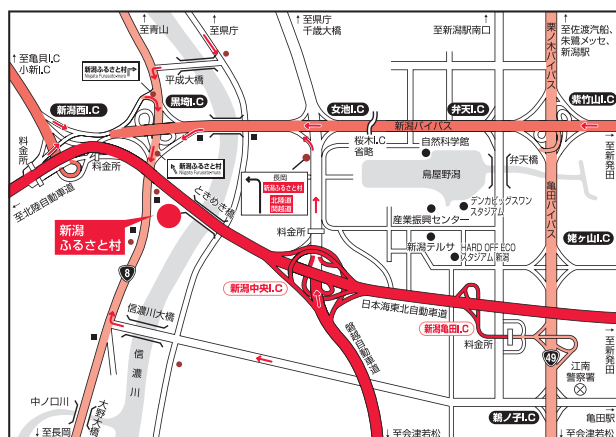 ↑至青山
↑至県庁
↑至県庁
千歳大橋
↑至新潟駅南口
栗ノ木バイパス
↑至佐渡汽船、
朱鷺メッセ、
新潟駅
↑至亀貝I.C
小新I.C
新潟ふるさと村
Niigata Furusato-mura
平成大橋
新潟西I.C
黒埼I.C
女池I.C
弁天I.C
紫竹山I.C
新潟バイパス
桜木I.C
省略
自然科学館
弁天橋
→至新発田
料金所
料金所
新潟ふるさと村
Niigata Furusato-mura
長岡
新潟ふるさと村
北陸道
関越道
鳥屋野潟
亀田バイパス
←至北陸自動車道
ときめき橋
デンカビッグスワン
スタジアム
産業振興センター
新潟
ふるさと村
料金所
新潟テルサ
HARD OFF ECO
スタジアム新潟
姥ヶ山I.C
8
新潟中央I.C
日本海東北自動車道
新潟亀田I.C
信濃川大橋
磐越自動車道
料金所
→至新発田
49
江南
警察署
信濃川
中ノ口川
大野大橋
鵜ノ子I.C
亀田駅
↓至長岡
↓至会津若松
↓至会津若松